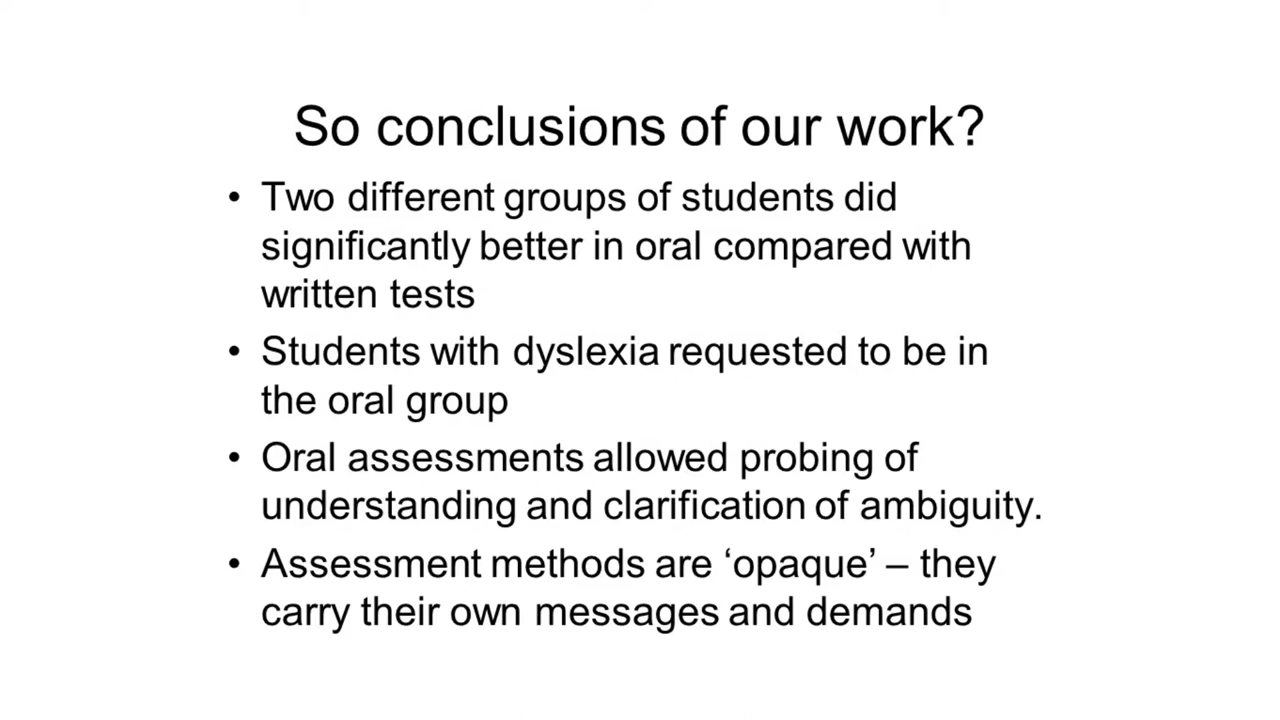 So conclusions of our work?
• Two different groups of students did
significantly better in oral compared with
written tests
• Students with dyslexia requested to be in
the oral group
• Oral assessments allowed probing of
understanding and clarification of ambiguity.
• Assessment methods are ‘opaque’ – they
carry their own messages and demands